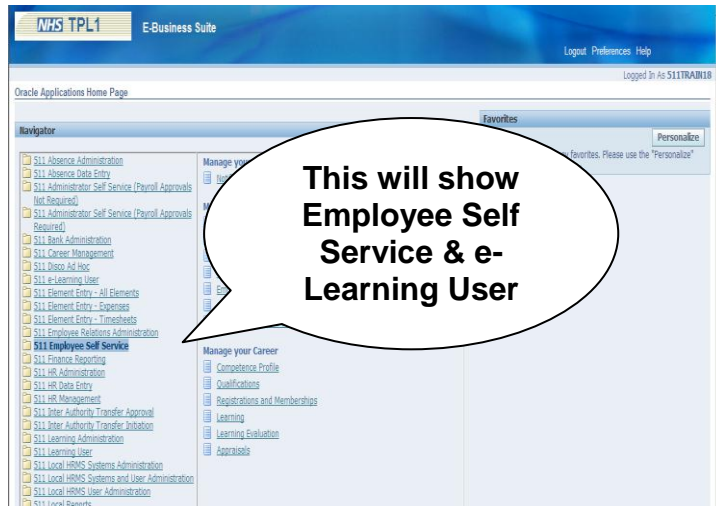 NHS TPL1
E-Business Suite
Logout Preferences Help
Logged In As 511TRAIN18
Oracle Applications Home Page
Navigator
511 Absence Administration
511 Absence Data Entry
511 Administrator Self Service (Payroll Approvals
Not Required)
511 Administrator Self Service (Payroll Approvals
Required)
511 Bank Administration
511 Career Management
511 Disco Ad Hoc
511 e-Learning User
511 Element Entry - All Elements
511 Element Entry - Expenses
511 Element Entry - Timesheets
511 Employee Relations Administration
511 Employee Self Service
511 Finance Reporting
511 HR Administration
511 HR Data Entry
511 HR Management
511 Inter Authority Transfer Approval
511 Inter Authority Transfer Initiation
511 Learning Administration
511 Learning User
511 Local HRMS Systems Administration
511 Local HRMS Systems and User Administration
511 Local HRMS User Administration
511 Local Reports
Manage your
Manage your Career
Competence Profile
Qualifications
Registrations and Memberships
Learning
Learning Evaluation
Appraisals
This will show
Employee Self
Service & e-
Learning User
Favorites
Personalize
favorites. Please use the "Personalize"